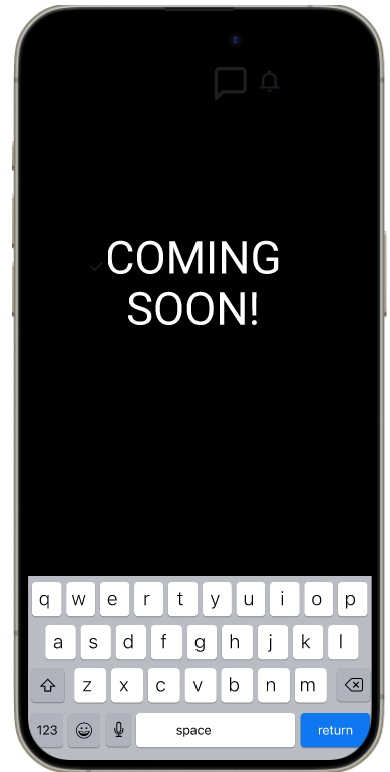 COMING
SOON!
q w e r t y u i o p
a s d f g h j k l
z x c v b n m
123 space return